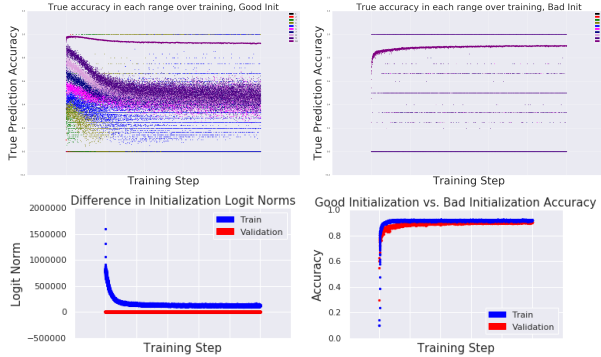 True accuracy in each range over training, Good Init
True Prediction Accuracy
Training Step
True accuracy in each range over training, Bad Init
True Prediction Accuracy
Training Step
Difference in Initialization Logit Norms
Logit Norm
2000000
1500000
1000000
500000
0
−500000
Train
Validation
Training Step
Good Initialization vs. Bad Initialization Accuracy
Accuracy
1.0
0.8
0.6
0.4
0.2
0.0
Train
Validation
Training Step